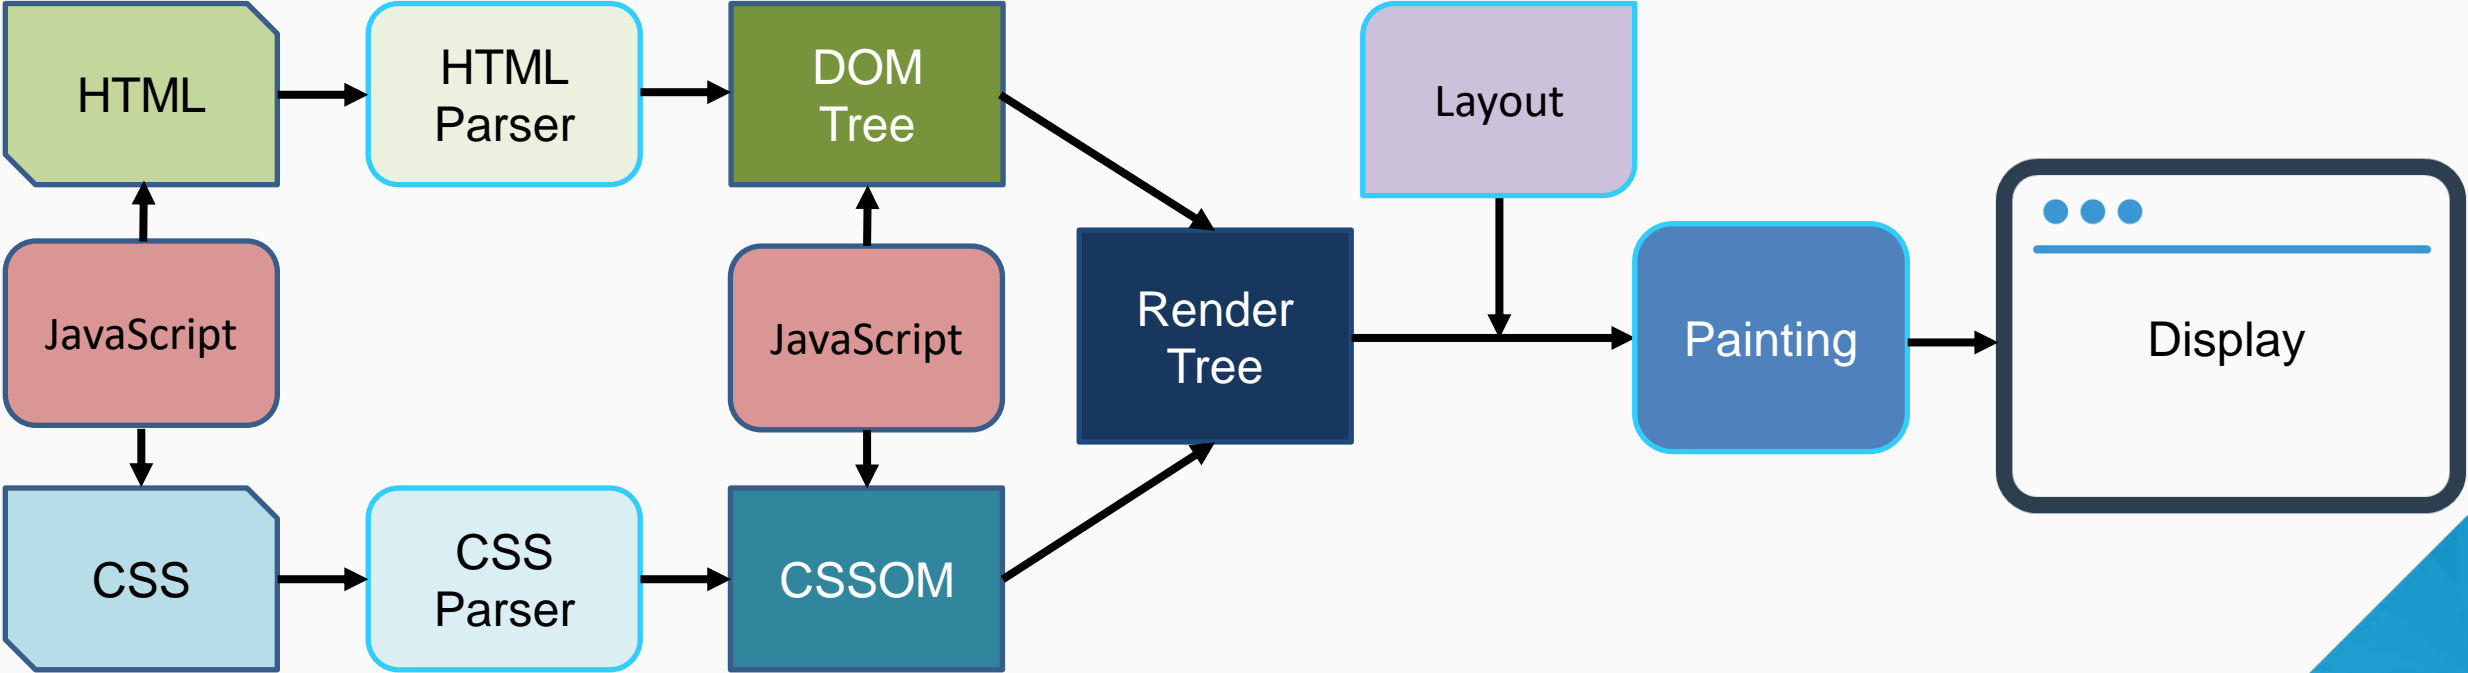 HTML
HTML
Parser
DOM
Tree
Layout
JavaScript
JavaScript
Render
Tree
Painting
Display
CSS
CSS
Parser
CSSOM